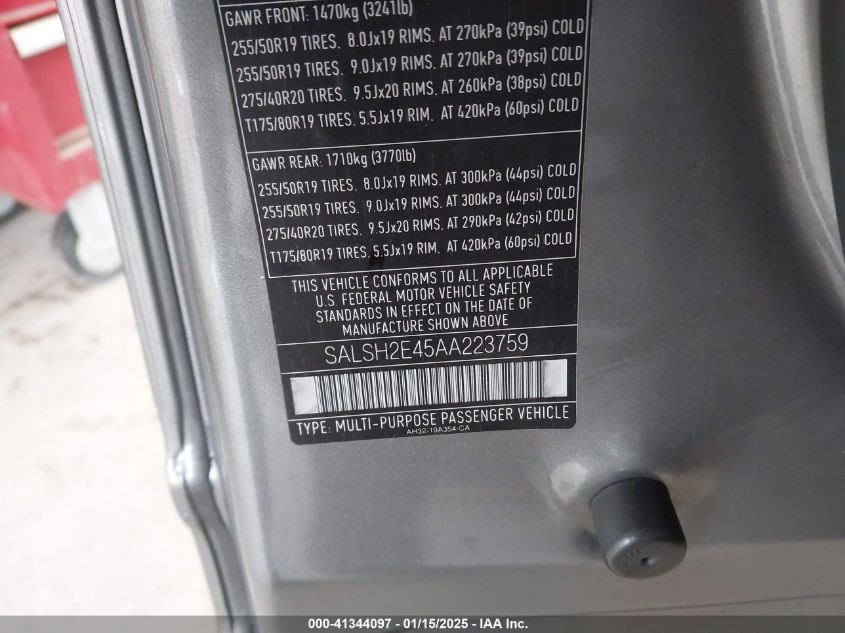 GAWR FRONT: 1470kg (3241lb)
255/50R19 TIRES. 8.0Jx19 RIMS. AT 270kPa (39psi) COLD
255/50R19 TIRES. 9.0Jx19 RIMS. AT 270kPa (39psi) COLD
275/40R20 TIRES. 9.5Jx20 RIMS. AT 260kPa (38psi) COLD
T175/80R19 TIRES. 5.5Jx19 RIM. AT 420kPa (60psi) COLD
GAWR REAR: 1710kg (3770lb)
255/50R19 TIRES. 8.0Jx19 RIMS. AT 300kPa (44psi) COLD
255/50R19 TIRES. 9.0Jx19 RIMS. AT 300kPa (44psi) COLD
275/40R20 TIRES. 9.5Jx20 RIMS. AT 290kPa (42psi) COLD
T175/80R19 TIRES. 5.5Jx19 RIM. AT 420kPa (60psi) COLD
THIS VEHICLE CONFORMS TO ALL APPLICABLE
U.S. FEDERAL MOTOR VEHICLE SAFETY
STANDARDS IN EFFECT ON THE DATE OF
MANUFACTURE SHOWN ABOVE
SALSH2E45AA223759
TYPE: MULTI-PURPOSE PASSENGER VEHICLE
AH32-19A354-CA
000-41344097 - 01/15/2025 - IAA Inc.